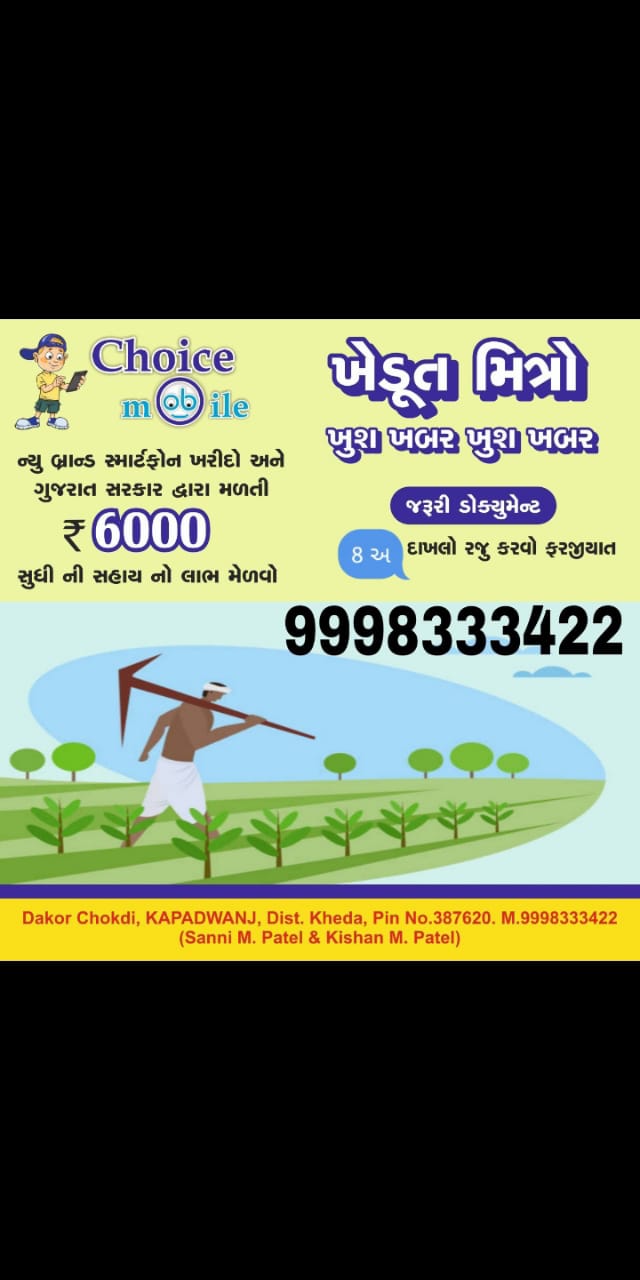 Choice
mobile
ન્યુ બ્રાન્ડ સ્માર્ટફોન ખરીદો અને
ગુજરાત સરકાર દ્વારા મળતી
₹ 6000
સુધી ની સહાય નો લાભ મેળવો
ખેડૂત મિત્રો
ખુશ ખબર ખુશ ખબર
જરૂરી ડોક્યુમેન્ટ
8 અ દાખલો રજુ કરવો ફરજીયાત
9998333422
Dakor Chokdi, KAPADWANJ, Dist. Kheda, Pin No.387620. M.9998333422
(Sanni M. Patel & Kishan M. Patel)